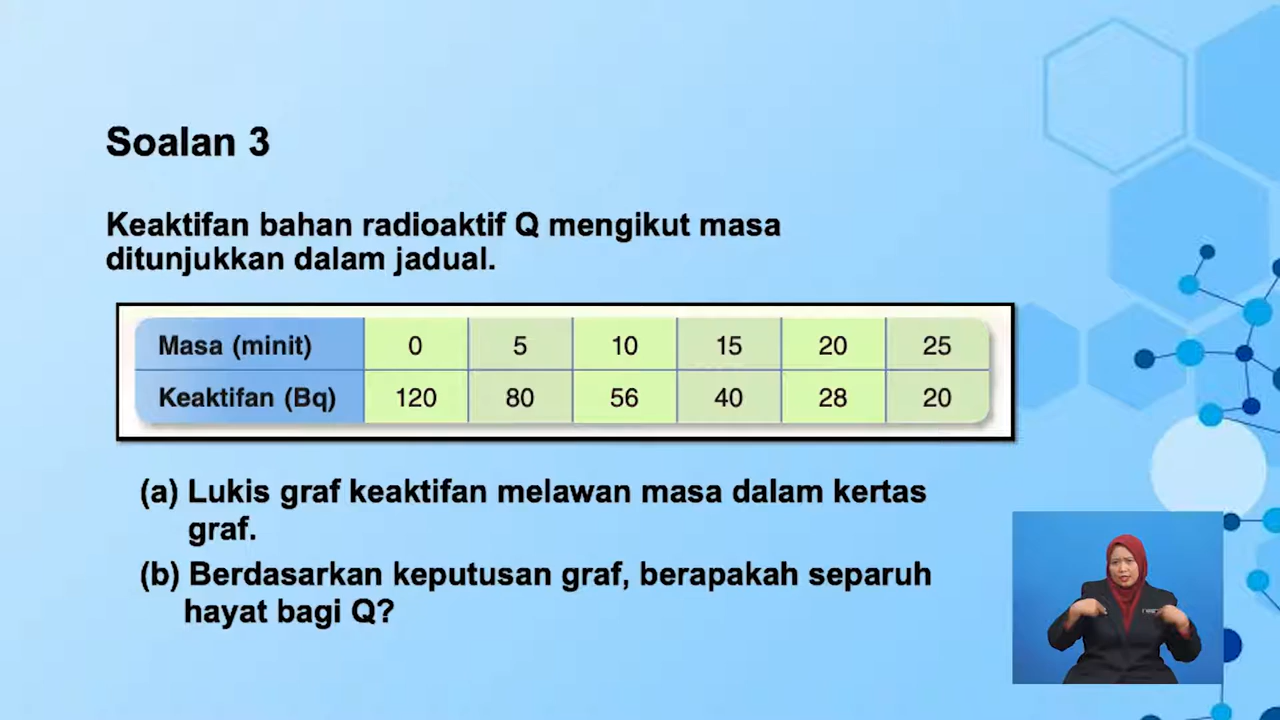 Soalan 3
Keaktifan bahan radioaktif Q mengikut masa
ditunjukkan dalam jadual.
Masa (minit) 0 5 10 15 20 25
Keaktifan (Bq) 120 80 56 40 28 20
(a) Lukis graf keaktifan melawan masa dalam kertas
graf.
(b) Berdasarkan keputusan graf, berapakah separuh
hayat bagi Q?